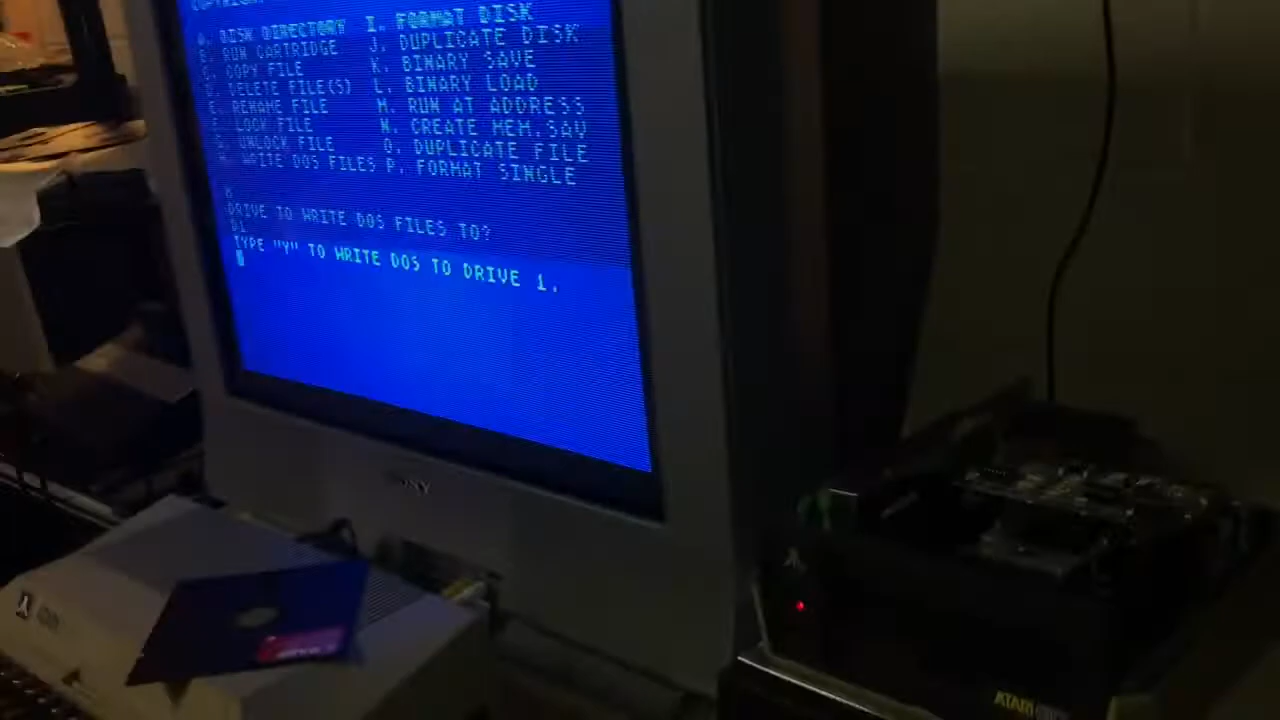 A. DISK DIRECTORY I. FORMAT DISK
B. RUN CARTRIDGE J. DUPLICATE DISK
C. COPY FILE K. BINARY SAVE
D. DELETE FILE(S) L. BINARY LOAD
E. RENAME FILE M. RUN AT ADDRESS
F. LOCK FILE N. CREATE MEM.SAV
G. UNLOCK FILE O. DUPLICATE FILE
H. WRITE DOS FILES P. FORMAT SINGLE
H
DRIVE TO WRITE DOS FILES TO?
D1
TYPE "Y" TO WRITE DOS TO DRIVE 1.
SONY
ATARI
ATARI